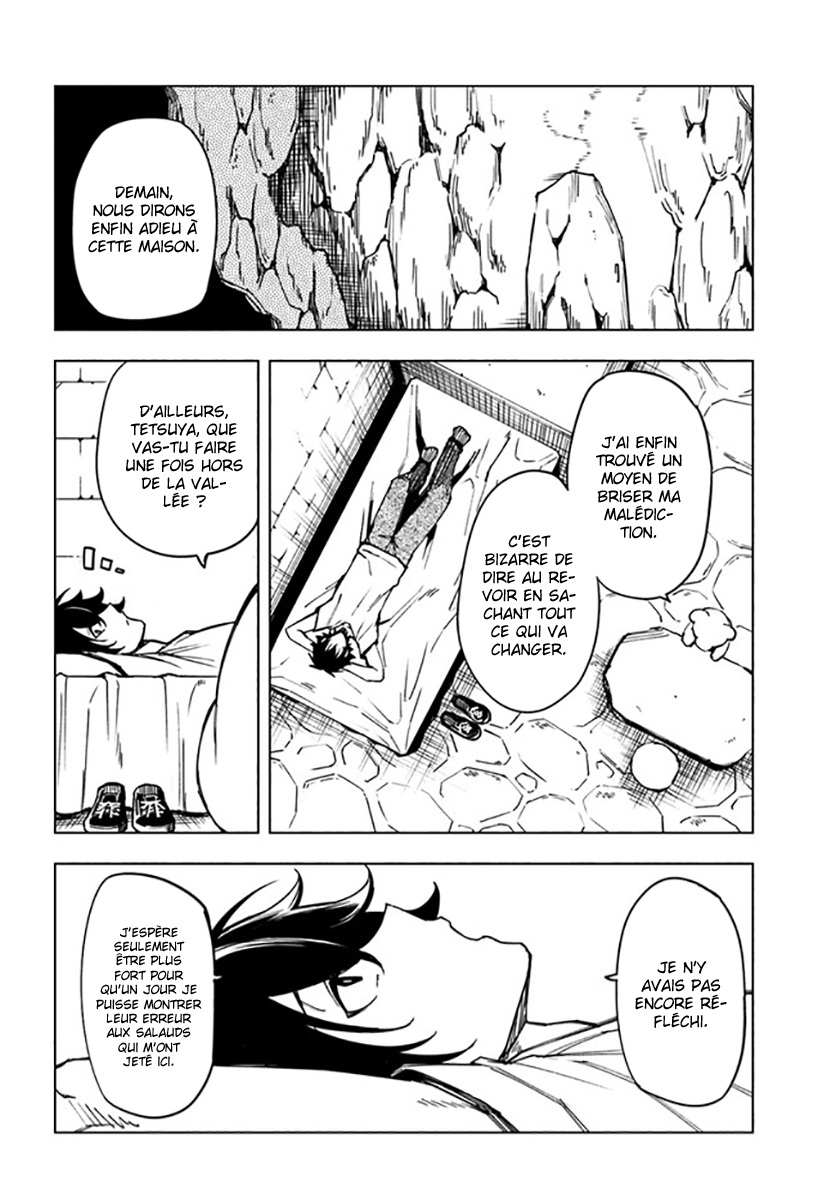 DEMAIN,
NOUS DIRONS
ENFIN ADIEU À
CETTE MAISON.
J'AI ENFIN
TROUVÉ UN
MOYEN DE
BRISER MA
MALÉDIC-
TION.
C'EST
BIZARRE DE
DIRE AU RE-
VOIR EN SA-
CHANT TOUT
CE QUI VA
CHANGER.
D'AILLEURS,
TETSUYA, QUE
VAS-TU FAIRE
UNE FOIS HORS
DE LA VAL-
LÉE ?
JE N'Y
AVAIS PAS
ENCORE RÉ-
FLÉCHI.
J'ESPÈRE
SEULEMENT
ÊTRE PLUS
FORT POUR
QU'UN JOUR JE
PUISSE MONTRER
LEUR ERREUR
AUX SALAUDS
QUI M'ONT
JETÉ ICI.